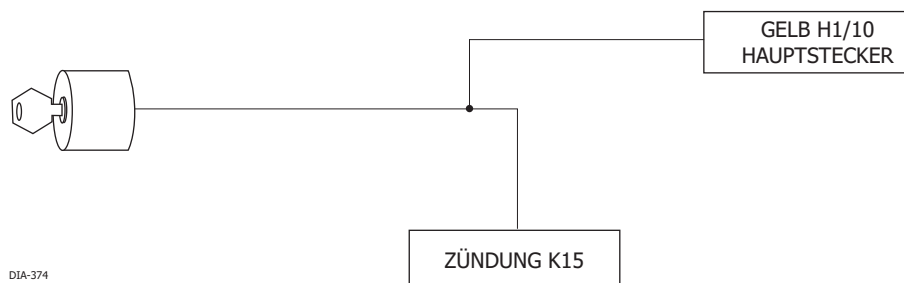 GELB H1/10
HAUPTSTECKER
ZÜNDUNG K15
DIA-374